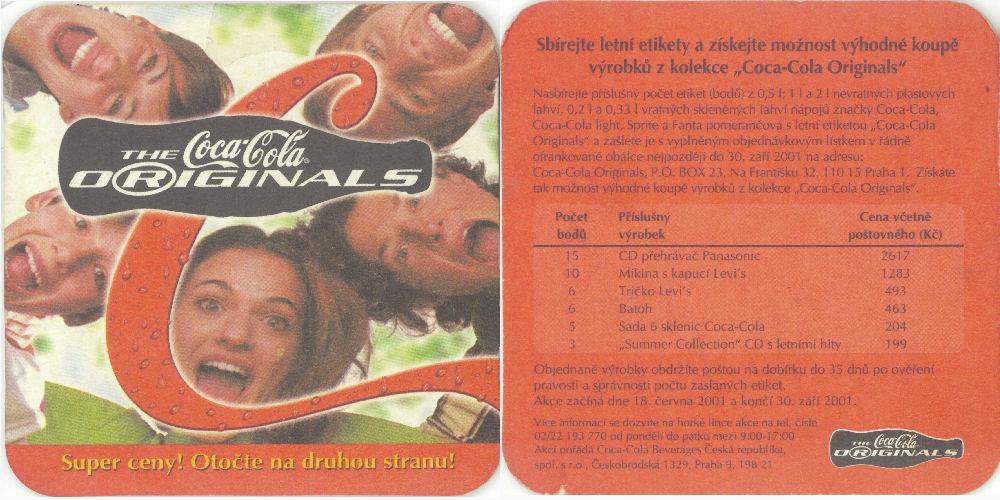 THE Coca-Cola®
ORIGINALS
Super ceny! Otočte na druhou stranu!
Sbírejte letní etikety a získejte možnost výhodné koupě
výrobků z kolekce „Coca-Cola Originals“
Nasbírejte příslušný počet etiket (bodů) z 0,5 l; 1 l a 2 l nevratných plastových
lahví, 0,2 l a 0,33 l vratných skleněných lahví nápojů značky Coca-Cola,
Coca-Cola light, Sprite a Fanta pomerančová s letní etiketou „Coca-Cola
Originals“ a zašlete je s vyplněným objednávkovým lístkem v řádně
ofrankované obálce nejpozději do 30. září 2001 na adresu:
Coca-Cola Originals, P.O. BOX 23, Na Františku 32, 110 15 Praha 1. Získáte
tak možnost výhodné koupě výrobků z kolekce „Coca-Cola Originals“.
Počet Příslušný Cena včetně
bodů výrobek poštovného (Kč)
15 CD přehrávač Panasonic 2617
10 Mikina s kapucí Levi's 1283
6 Tričko Levi's 493
6 Batoh 463
5 Sada 6 sklenic Coca-Cola 204
3 „Summer Collection“ CD s letními hity 199
Objednané výrobky obdržíte poštou na dobírku do 35 dnů po ověření
pravosti a správnosti počtu zaslaných etiket.
Akce začíná dne 18. června 2001 a končí 30. září 2001.
Více informací se dozvíte na horké lince akce na tel. čísle
02/22 193 770 od pondělí do pátku mezi 9:00-17:00
Akci pořádá Coca-Cola Beverages Česká republika,
spol. s r.o., Českobrodská 1329, Praha 9, 198 21
THE Coca-Cola
ORIGINALS